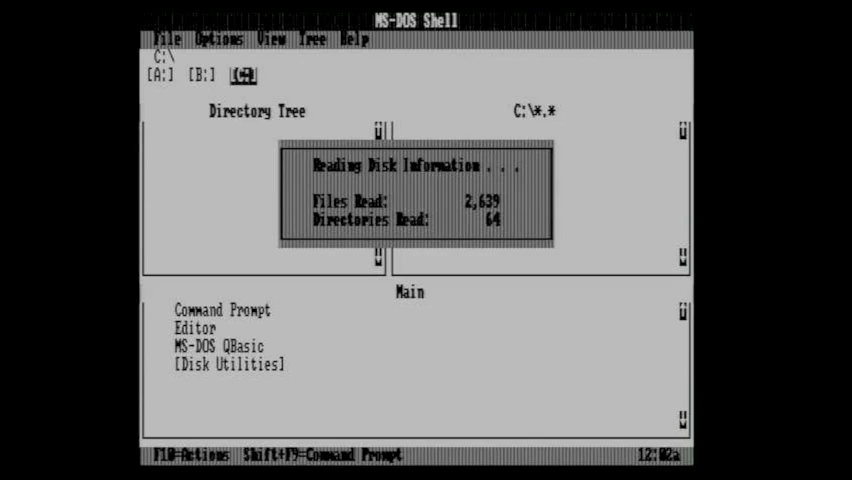 MS-DOS Shell
File Options View Tree Help
C:\
[A:] [B:] [C:]
Directory Tree
C:\*.*
Reading Disk Information . . .
Files Read: 2,639
Directories Read: 64
Main
Command Prompt
Editor
MS-DOS QBasic
[Disk Utilities]
F10=Actions Shift+F9=Command Prompt 12:02a